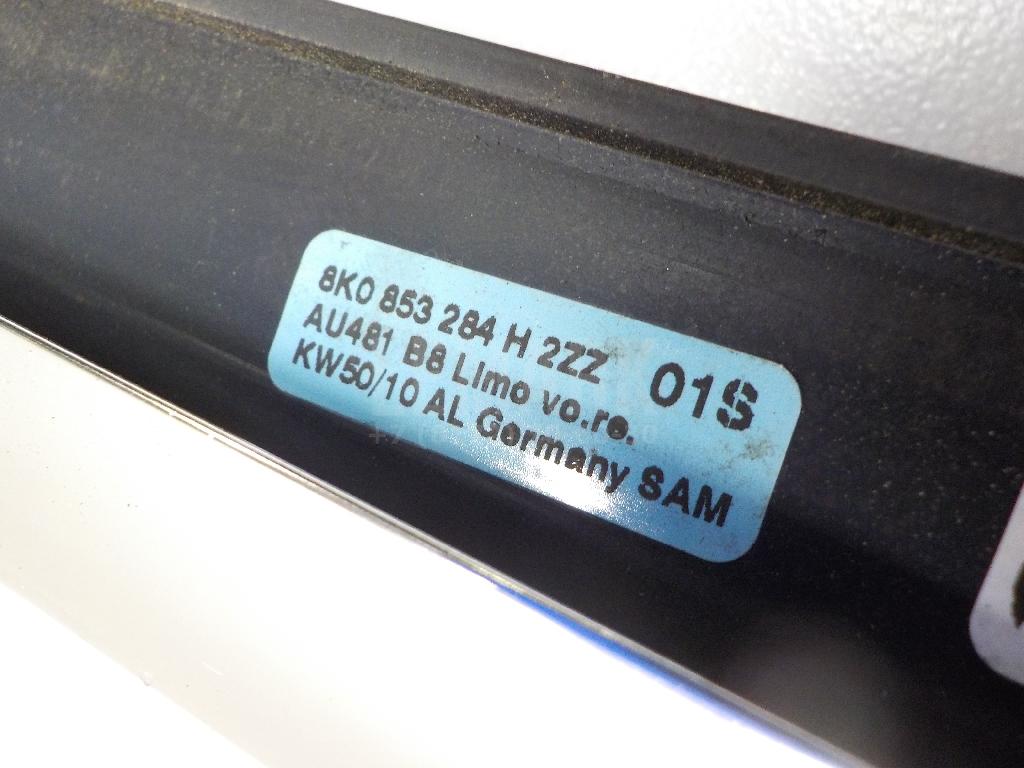 8K0 853 284 H 2ZZ 01S
AU481 B8 Limo vo.re.
KW50/10 AL Germany SAM